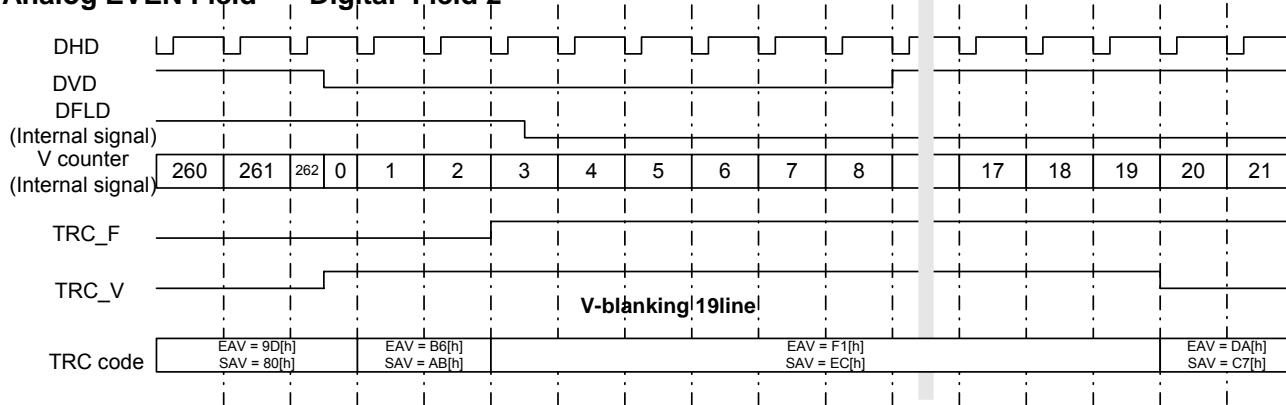 Analog EVEN Field Digital Field 2
DHD
DVD
DFLD
(Internal signal)
V counter
(Internal signal)
260 261 262 0 1 2 3 4 5 6 7 8 17 18 19 20 21
TRC_F
TRC_V
V-blanking 19line
TRC code
EAV = 9D[h]
SAV = 80[h]
EAV = B6[h]
SAV = AB[h]
EAV = F1[h]
SAV = EC[h]
EAV = DA[h]
SAV = C7[h]